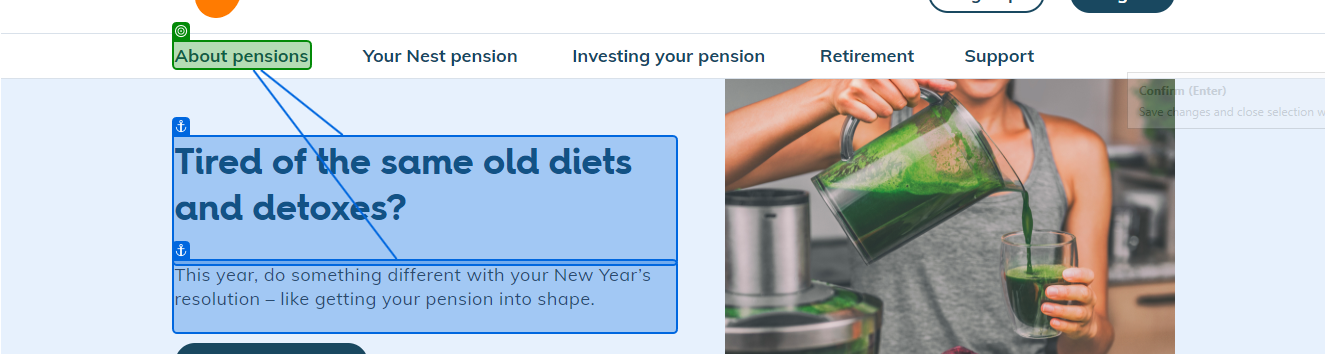 About pensions
Your Nest pension
Investing your pension
Retirement
Support
Confirm (Enter)
Save changes and close selection w
Tired of the same old diets
and detoxes?
This year, do something different with your New Year’s
resolution – like getting your pension into shape.